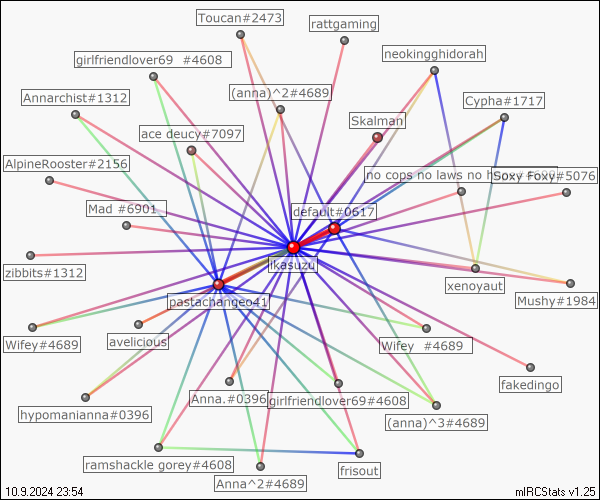 Toucan#2473
rattgaming
girlfriendlover69 #4608
neokingghidorah
Annarchist#1312
(anna)^2#4689
Cypha#1717
ace deucy#7097
Skalman
AlpineRooster#2156
no cops no laws no
Soxy Foxy#5076
Mad #6901
default#0617
ikasuzu
zibbits#1312
xenoyaut
pastachangeo41
Mushy#1984
Wifey#4689
avelicious
Wifey #4689
fakedingo
hypomanianna#0396
Anna.#0396
girlfriendlover69#4608
(anna)^3#4689
ramshackle gorey#4608
Anna^2#4689
frisout
10.9.2024 23:54
mIRCStats v1.25